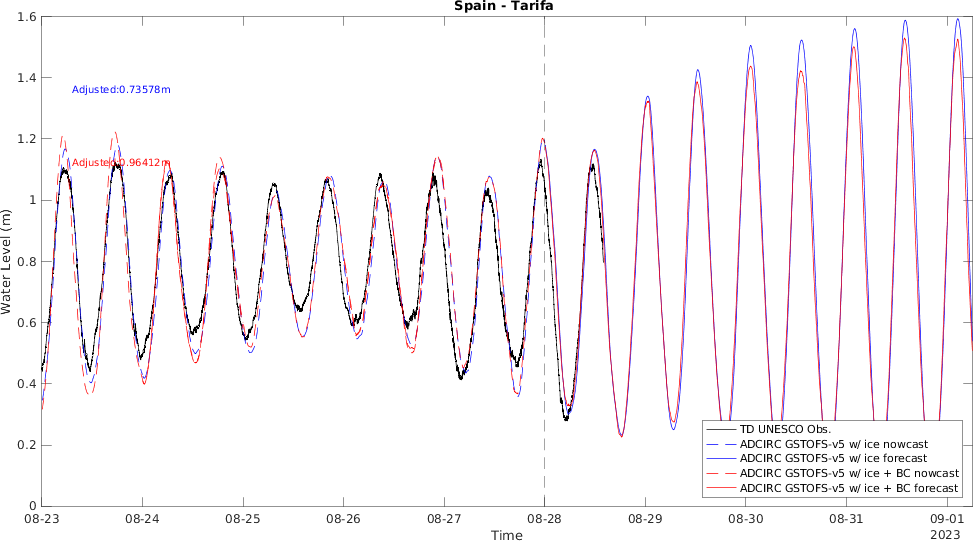 Spain - Tarifa
Water Level (m)
1.6
1.4
1.2
1
0.8
0.6
0.4
0.2
0
Adjusted:0.73578m
Adjusted:0.96412m
TD UNESCO Obs.
ADCIRC GSTOFS-v5 w/ ice nowcast
ADCIRC GSTOFS-v5 w/ ice forecast
ADCIRC GSTOFS-v5 w/ ice + BC nowcast
ADCIRC GSTOFS-v5 w/ ice + BC forecast
08-23 08-24 08-25 08-26 08-27 08-28 08-29 08-30 08-31 09-01
2023
Time